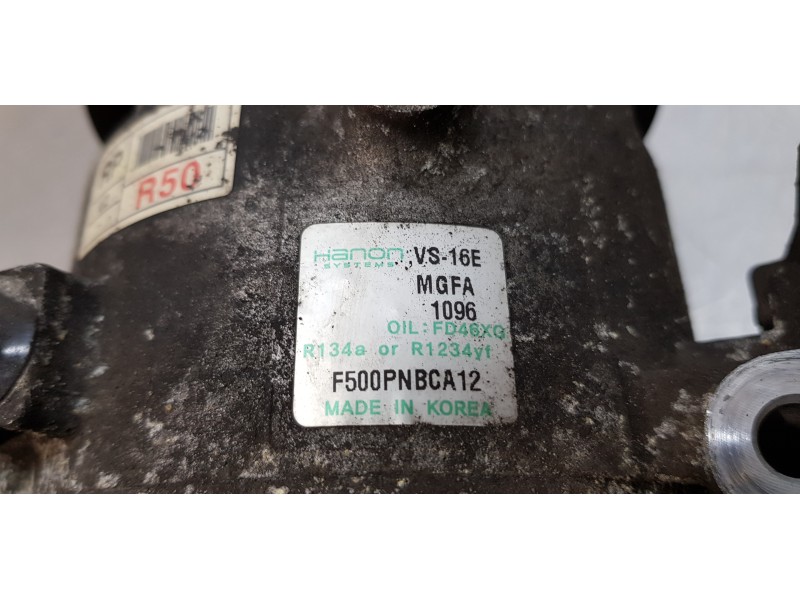 R50
Hanon VS-16E
SYSTEMS
MGFA
1096
OIL: FD46XG
R134a or R1234yf
F500PNBCA12
MADE IN KOREA